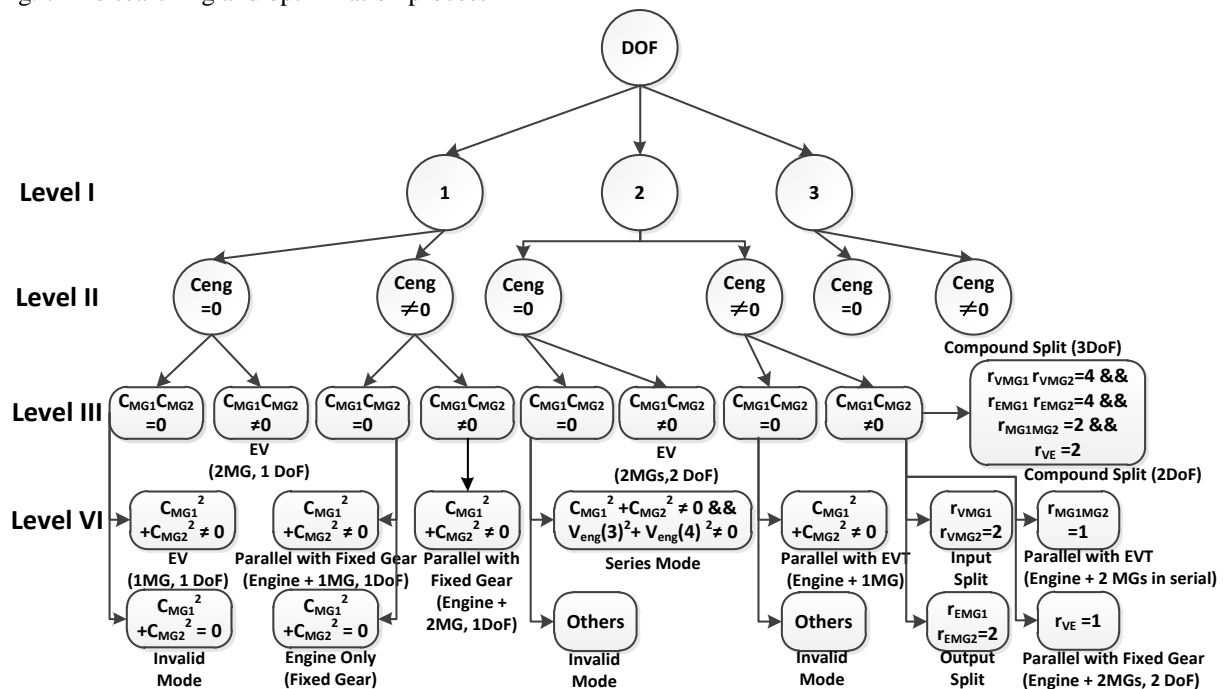 DOF
Level I
1
2
3
Level II
Ceng
=0
Ceng
≠0
Ceng
=0
Ceng
≠0
Ceng
=0
Ceng
≠0
Compound Split (3DoF)
Level III
CMG1CMG2
=0
CMG1CMG2
≠0
EV
(2MG, 1 DoF)
CMG1CMG2
=0
CMG1CMG2
≠0
CMG1CMG2
=0
CMG1CMG2
≠0
EV
(2MGs,2 DoF)
CMG1CMG2
=0
CMG1CMG2
≠0
rVMG1 rVMG2=4 &&
rEMG1 rEMG2=4 &&
rMG1MG2 =2 &&
rVE =2
Compound Split (2DoF)
Level VI
CMG1²
+CMG2² ≠ 0
EV
(1MG, 1 DoF)
CMG1²
+CMG2² ≠ 0
Parallel with Fixed Gear
(Engine + 1MG, 1DoF)
CMG1²
+CMG2² ≠ 0
Parallel with
Fixed Gear
(Engine +
2MG, 1DoF)
CMG1² +CMG2² ≠ 0 &&
Veng(3)²+ Veng(4) ²≠ 0
Series Mode
CMG1²
+CMG2² ≠ 0
Parallel with EVT
(Engine + 1MG)
rVMG1
rVMG2=2
Input
Split
rMG1MG2
=1
Parallel with EVT
(Engine + 2 MGs in serial)
CMG1²
+CMG2² = 0
Invalid
Mode
CMG1²
+CMG2² = 0
Engine Only
(Fixed Gear)
Others
Invalid
Mode
Others
Invalid
Mode
rEMG1
rEMG2=2
Output
Split
rVE =1
Parallel with Fixed Gear
(Engine + 2MGs, 2 DoF)